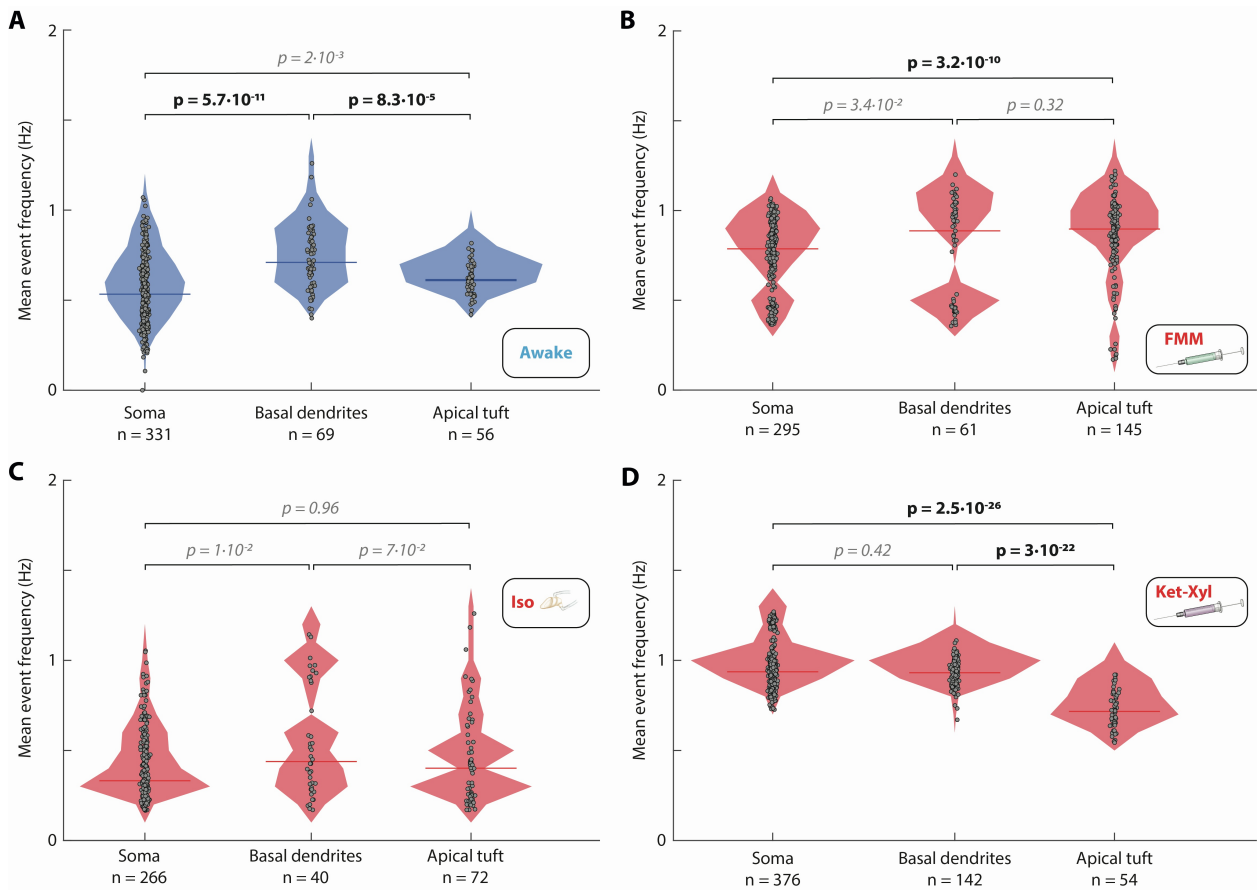 A
2
1
0
Mean event frequency (Hz)
p = 2·10⁻³
p = 5.7·10⁻¹¹
p = 8.3·10⁻⁵
Awake
Soma
n = 331
Basal dendrites
n = 69
Apical tuft
n = 56
B
2
1
0
Mean event frequency (Hz)
p = 3.2·10⁻¹⁰
p = 3.4·10⁻²
p = 0.32
FMM
Soma
n = 295
Basal dendrites
n = 61
Apical tuft
n = 145
C
2
1
0
Mean event frequency (Hz)
p = 0.96
p = 1·10⁻²
p = 7·10⁻²
Iso
Soma
n = 266
Basal dendrites
n = 40
Apical tuft
n = 72
D
2
1
0
Mean event frequency (Hz)
p = 2.5·10⁻²⁶
p = 0.42
p = 3·10⁻²²
Ket-Xyl
Soma
n = 376
Basal dendrites
n = 142
Apical tuft
n = 54